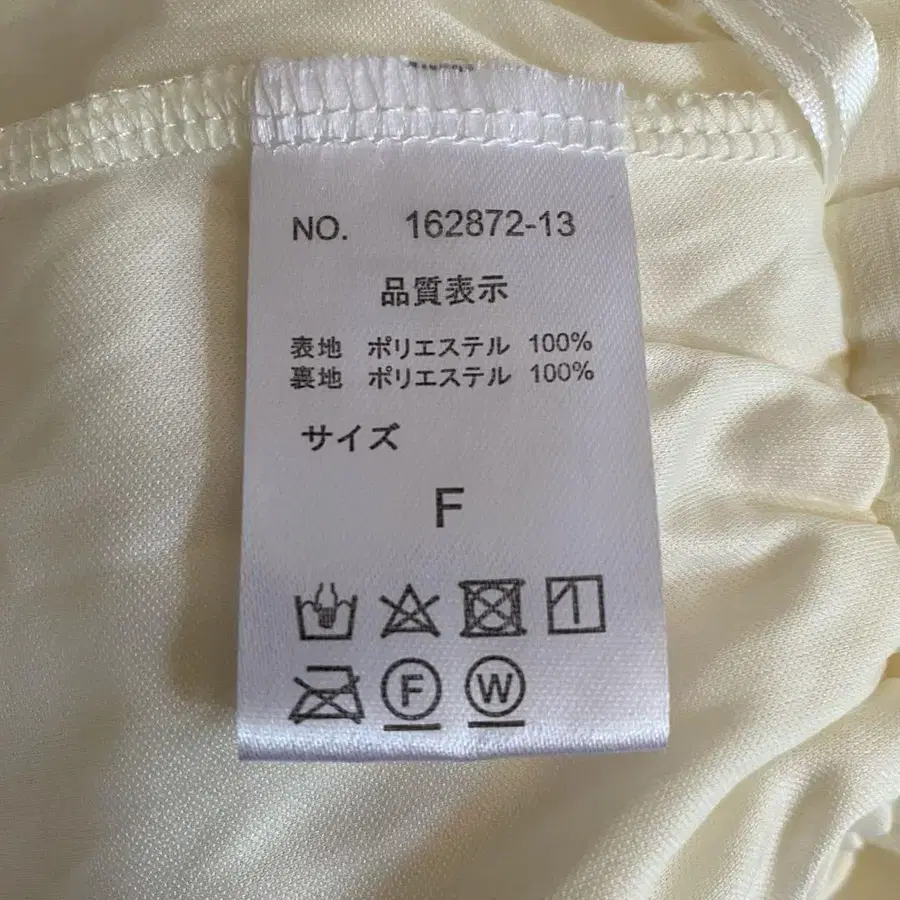 NO. 162872-13
品質表示
表地 ポリエステル 100%
裏地 ポリエステル 100%
サイズ
F
F W